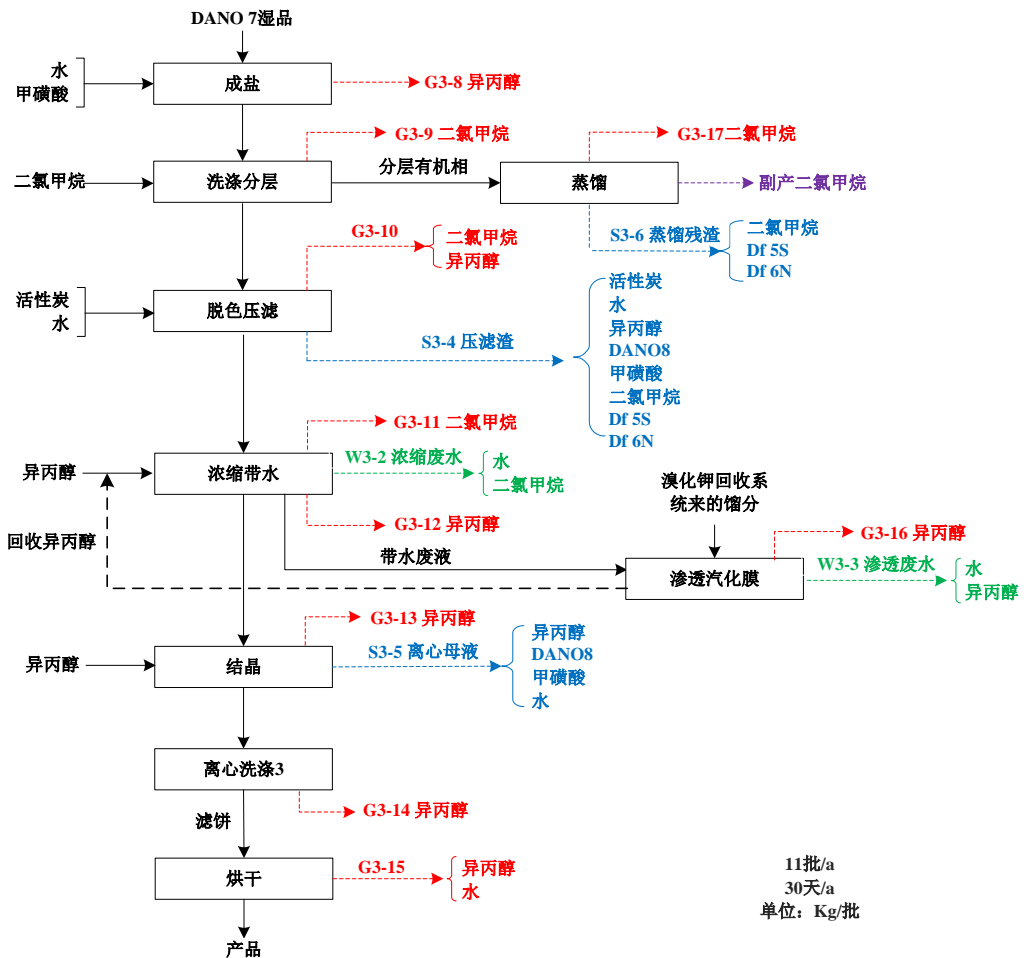 DANO 7湿品
水
甲磺酸
成盐
G3-8 异丙醇
G3-9 二氯甲烷
G3-17二氯甲烷
二氯甲烷
洗涤分层
分层有机相
蒸馏
副产二氯甲烷
G3-10
二氯甲烷
异丙醇
S3-6 蒸馏残渣
二氯甲烷
Df 5S
Df 6N
活性炭
水
脱色压滤
S3-4 压滤渣
活性炭
水
异丙醇
DANO8
甲磺酸
二氯甲烷
Df 5S
Df 6N
G3-11 二氯甲烷
异丙醇
浓缩带水
W3-2 浓缩废水
水
二氯甲烷
G3-12 异丙醇
溴化钾回收系
统来的馏分
回收异丙醇
带水废液
G3-16 异丙醇
渗透汽化膜
W3-3 渗透废水
水
异丙醇
G3-13 异丙醇
异丙醇
结晶
S3-5 离心母液
异丙醇
DANO8
甲磺酸
水
离心洗涤3
G3-14 异丙醇
滤饼
烘干
G3-15
异丙醇
水
产品
11批/a
30天/a
单位：Kg/批